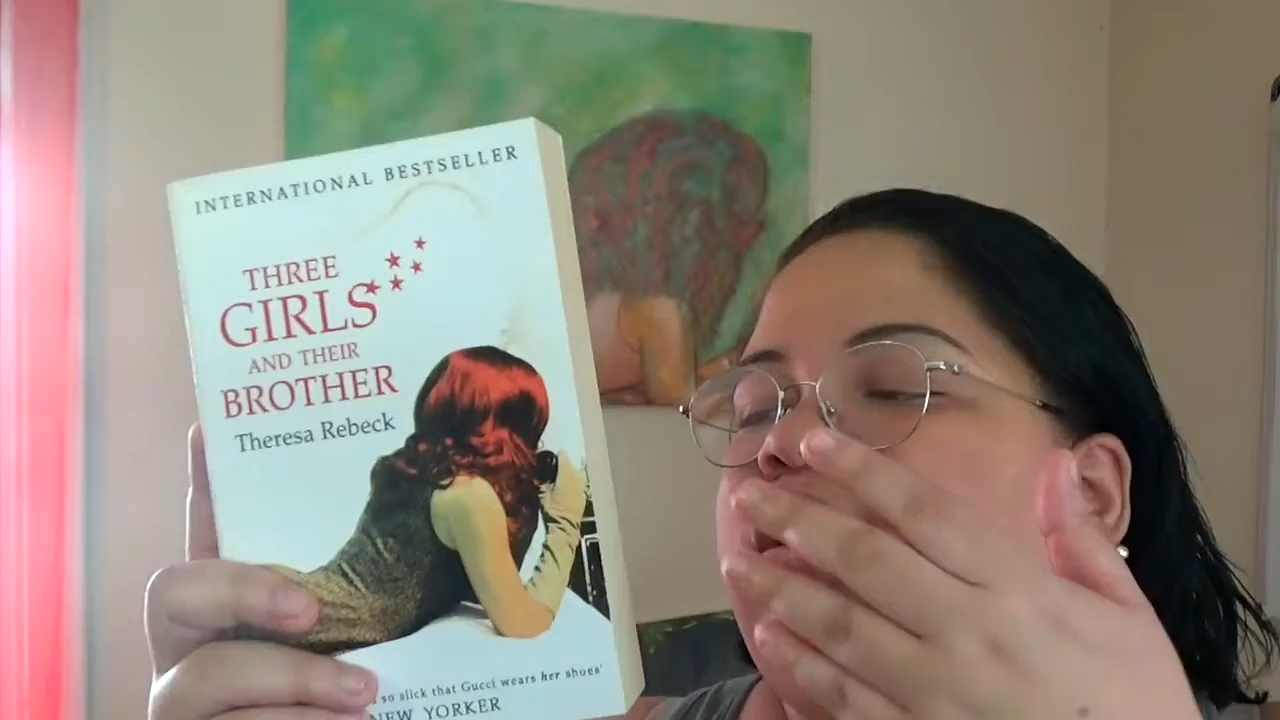 INTERNATIONAL BESTSELLER
THREE
GIRLS
AND THEIR
BROTHER
Theresa Rebeck
so slick that Gucci wears her shoes'
NEW YORKER